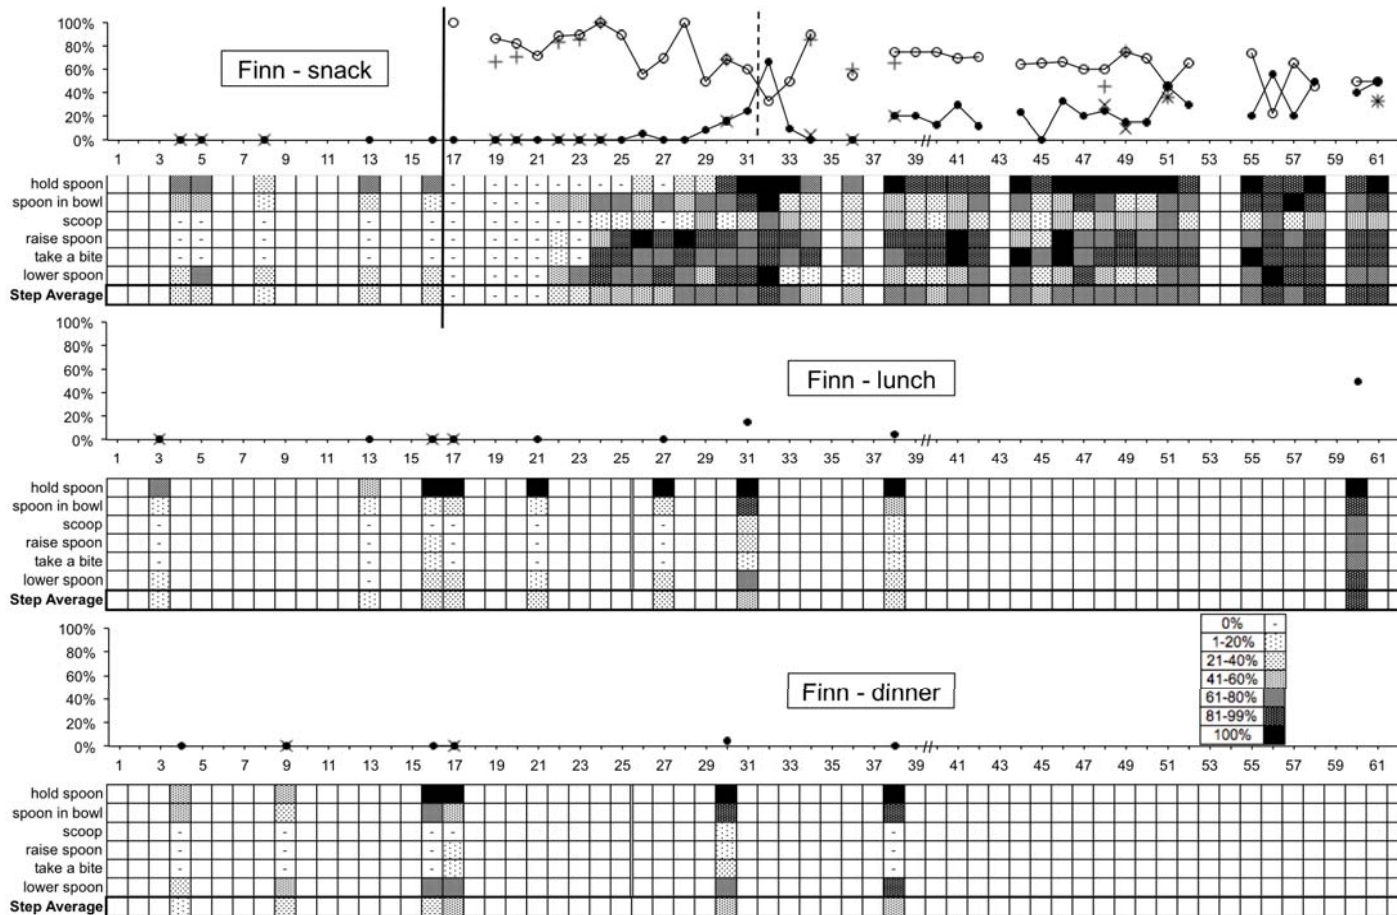 100%
80%
60%
40%
20%
0%
Finn - snack
1 3 5 7 9 11 13 15 17 19 21 23 25 27 29 31 33 35 37 39 41 43 45 47 49 51 53 55 57 59 61
hold spoon - - - - - - - - -
spoon in bowl - - - -
scoop - - - - - - - - - - - - -
raise spoon - - - - - - - - -
take a bite - - - - - - - - -
lower spoon - - - -
Step Average - - - -
100%
80%
60%
40%
20%
0%
Finn - lunch
1 3 5 7 9 11 13 15 17 19 21 23 25 27 29 31 33 35 37 39 41 43 45 47 49 51 53 55 57 59 61
hold spoon
spoon in bowl
scoop - - - - - -
raise spoon - - - - -
take a bite - - - - -
lower spoon -
Step Average
100%
80%
60%
40%
20%
0%
Finn - dinner
0% -
1-20%
21-40%
41-60%
61-80%
81-99%
100%
1 3 5 7 9 11 13 15 17 19 21 23 25 27 29 31 33 35 37 39 41 43 45 47 49 51 53 55 57 59 61
hold spoon
spoon in bowl
scoop - - - - -
raise spoon - - - -
take a bite - - - -
lower spoon
Step Average